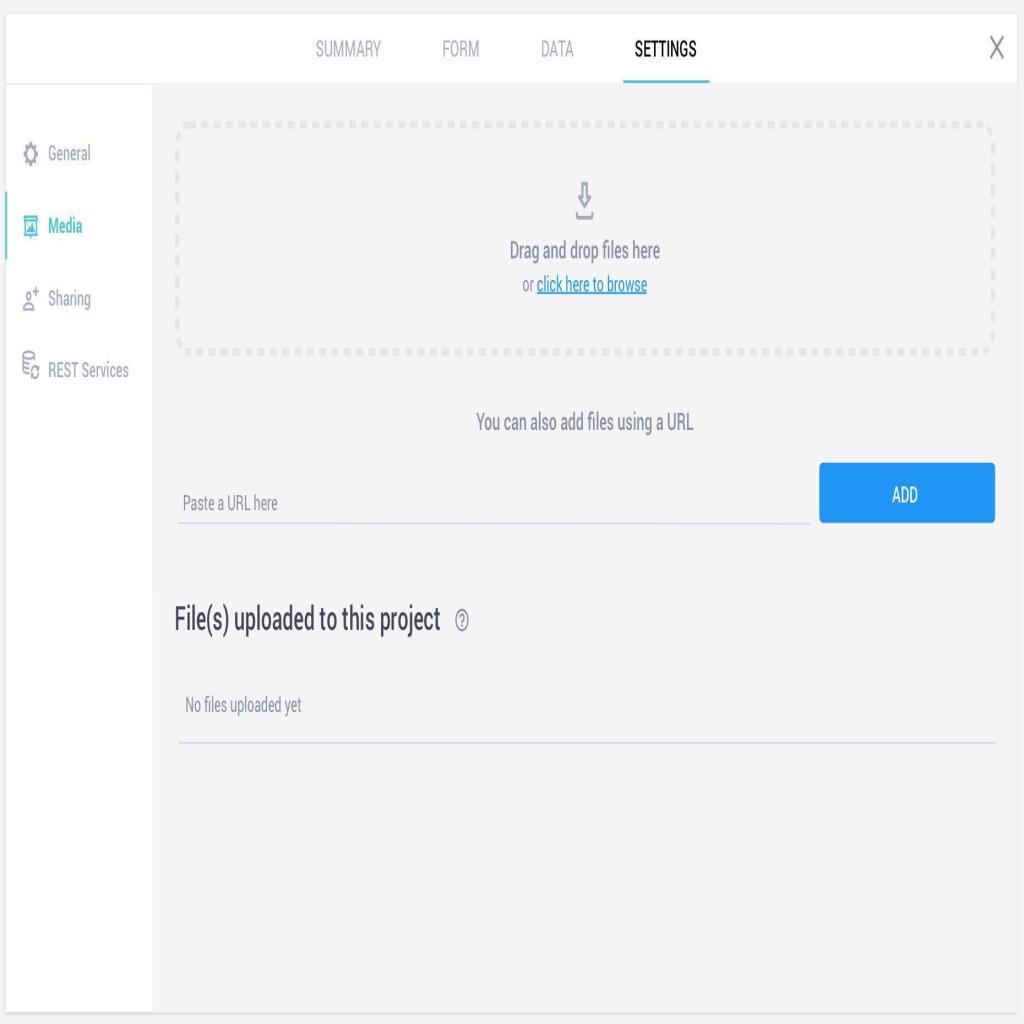 SUMMARY FORM DATA SETTINGS X
General
Media
Sharing
REST Services
Drag and drop files here
or click here to browse
You can also add files using a URL
Paste a URL here
ADD
File(s) uploaded to this project ?
No files uploaded yet